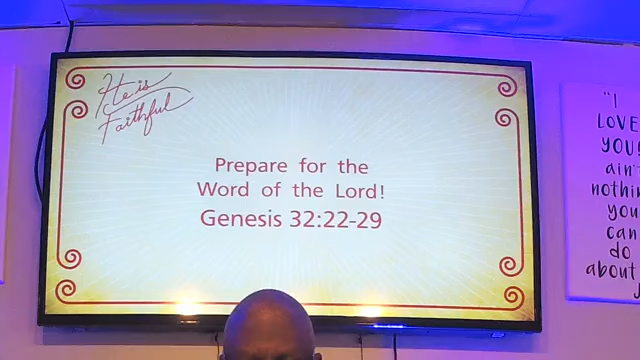 He is
Faithful
Prepare for the
Word of the Lord!
Genesis 32:22-29
"I
LOVE
YOU!
ain'
nothin
you
can
do
about